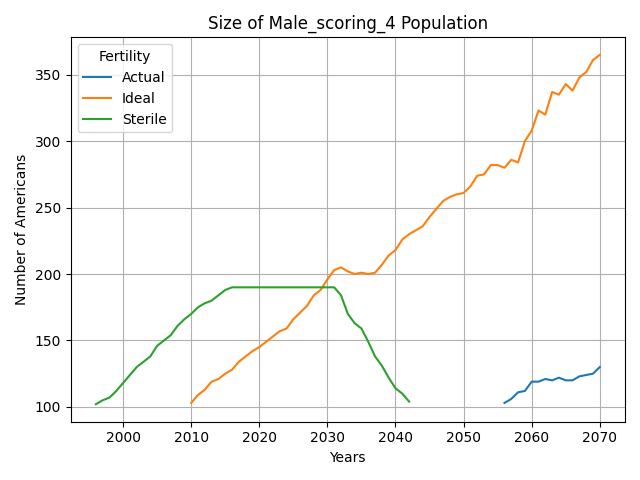 Size of Male_scoring_4 Population
Fertility
Actual
Ideal
Sterile
Number of Americans
350
300
250
200
150
100
2000 2010 2020 2030 2040 2050 2060 2070
Years